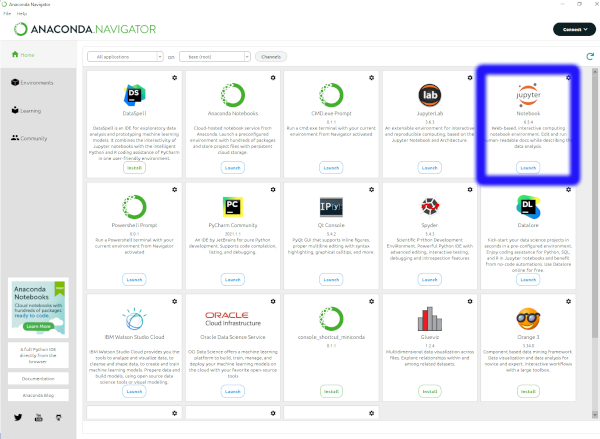 Anaconda Navigator
File Help
ANACONDA.NAVIGATOR
Connect
Home
Environments
Learning
Community
All applications
on
base (root)
Channels
DS
DataSpell
DataSpell is an IDE for exploratory data
analysis and prototyping machine learning
models. It combines the interactivity of
Jupyter notebooks with the intelligent
Python and R coding assistance of PyCharm
in one user-friendly environment.
Install
Anaconda Notebooks
Cloud-hosted notebook service from
Anaconda. Launch a preconfigured
environment with hundreds of packages
and store project files with persistent
cloud storage.
Launch
CMD.exe Prompt
0.1.1
Run a cmd.exe terminal with your current
environment from Navigator activated
Launch
lab
JupyterLab
An extensible environment for interactive
and reproducible computing, based on the
Jupyter Notebook and Architecture.
Launch
jupyter
Notebook
Web-based, interactive computing
notebook environment. Edit and run
human-readable docs while describing the
data analysis.
Launch
Powershell Prompt
0.0.1
Run a Powershell terminal with your
current environment from Navigator
activated
Launch
PC
PyCharm Community
2021.1.1
An IDE by JetBrains for pure Python
development. Supports code completion,
listing, and debugging.
Launch
IP[y]:
Qt Console
PyQt GUI that supports inline figures,
proper multiline editing with syntax
highlighting, graphical calltips, and more.
Launch
Spyder
Scientific Python Development
Environment. Powerful Python IDE with
advanced editing, interactive testing,
debugging and introspection features
Launch
DL
Datalore
Kick-start your data science projects in
seconds in a pre-configured environment.
Enjoy coding assistance for Python, SQL,
and R in Jupyter notebooks and benefit
from no-code automations. Use Datalore
online for free.
Launch
IBM Watson Studio Cloud
IBM Watson Studio Cloud provides you the
tools to analyze and visualize data, to
cleanse and shape data, to create and train
machine learning models. Prepare data and
build models, using open source data
science tools or visual modeling.
Launch
ORACLE
Cloud Infrastructure
Oracle Data Science Service
OCI Data Science offers a machine learning
platform to build, train, manage, and
deploy your machine learning models on
the cloud with your favorite open-source
tools
Launch
console_shortcut_miniconda
0.1.1
Install
Glueviz
1.2.4
Multidimensional data visualization across
files. Explore relationships within and
among related datasets.
Install
Orange 3
Component based data mining framework.
Data visualization and data analysis for
novice and expert. Interactive workflows
with a large toolbox.
Install
Anaconda
Notebooks
Cloud notebooks with
hundreds of packages
ready to code.
Learn More
A full Python IDE
directly from the
browser
Documentation
Anaconda Blog